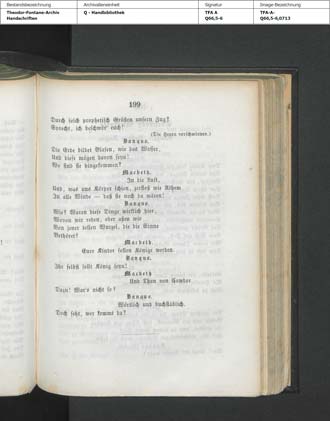 Bestandsbezeichnung
Archivalieneinheit
Signatur
Image-Bezeichnung
Theodor-Fontane-Archiv
Handschriften
Q - Handbibliothek
TFA A
Q66,5-6
TFA-A-
Q66,5-6,0713
199
Durch solch prophetisch Grüßen unsern Zug?
Sprecht, ich beschwör' euch!
(Die Hexen verschwinden.)
Banquo.
Die Erde bildet Blasen, wie das Wasser,
Und diese mögen davon seyn!
Wo sind sie hingekommen?
Macbeth.
In die Luft,
Und, was uns Körper schien, zerfloß wie Athem
In alle Winde — daß sie noch da wären!
Banquo.
Wie? Waren diese Dinge wirklich hier,
Wovon wir reden, oder aßen wir
Von jener tollen Wurzel, die die Sinne
Bethöret?
Macbeth.
Eure Kinder sollen Könige werden.
Banquo.
Ihr selbst sollt König seyn!
Macbeth.
Und Than von Cawdor
Dazu! War's nicht so?
Banquo.
Wörtlich und buchstäblich.
Doch seht, wer kommt da?